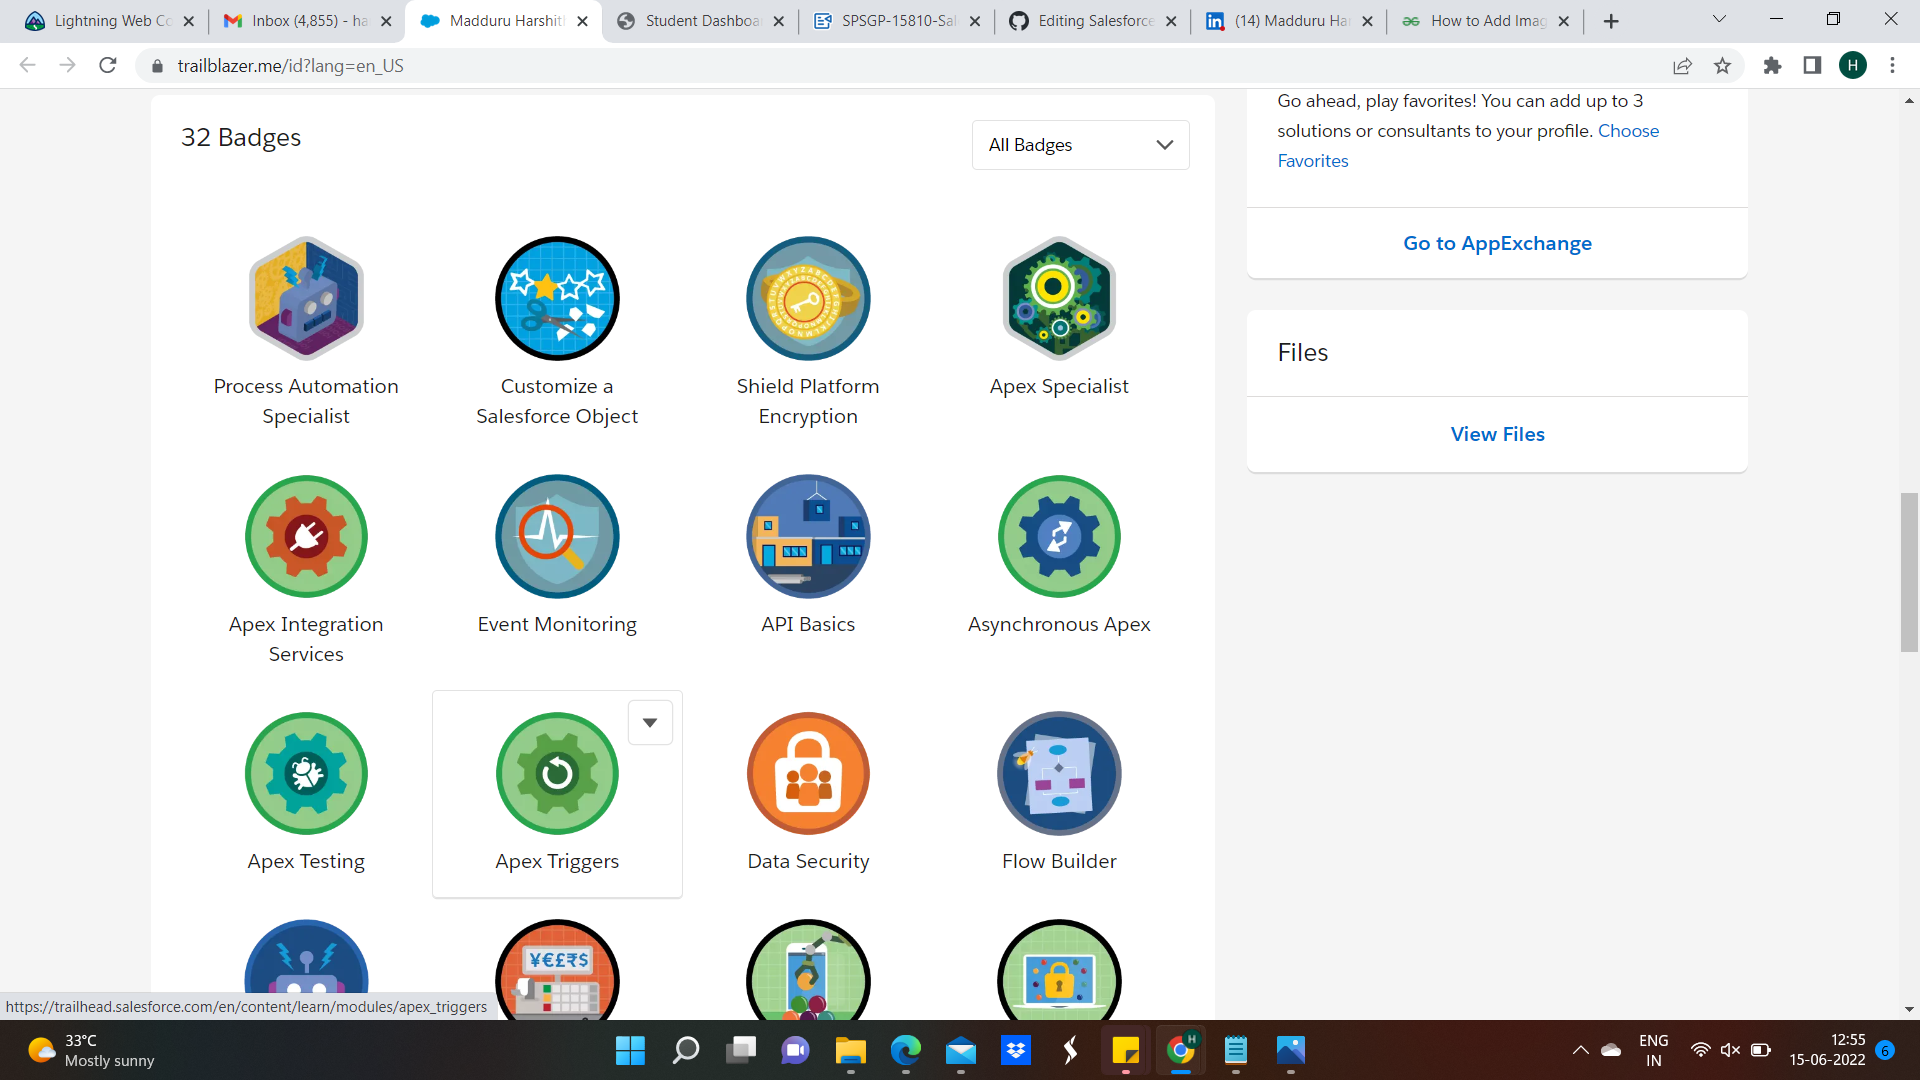 Lightning Web Co
Inbox (4,855) - ha
Madduru Harshith
Student Dashboa
SPSGP-15810-Sal
Editing Salesforce
(14) Madduru Ha
How to Add Imag
trailblazer.me/id?lang=en_US
H
32 Badges
All Badges
Go ahead, play favorites! You can add up to 3
solutions or consultants to your profile. Choose
Favorites
Go to AppExchange
Files
View Files
Process Automation
Specialist
Customize a
Salesforce Object
Shield Platform
Encryption
Apex Specialist
Apex Integration
Services
Event Monitoring
API Basics
Asynchronous Apex
Apex Testing
Apex Triggers
Data Security
Flow Builder
¥€£₹$
https://trailhead.salesforce.com/en/content/learn/modules/apex_triggers
33°C
Mostly sunny
H
ENG
IN
12:55
15-06-2022
6